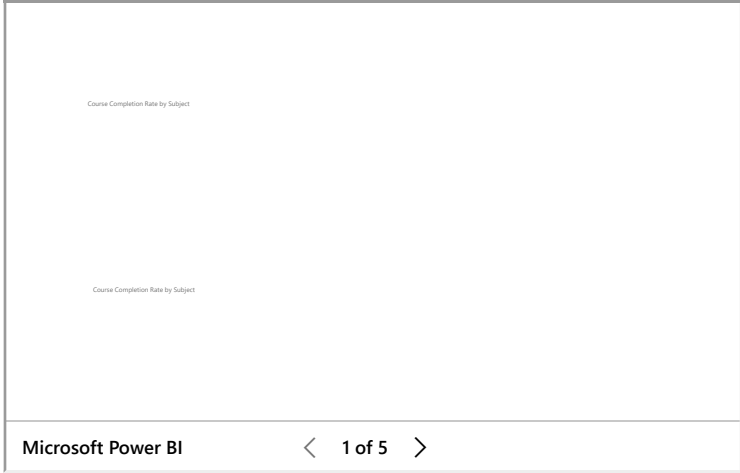 Course Completion Rate by Subject
Course Completion Rate by Subject
Microsoft Power BI
1 of 5